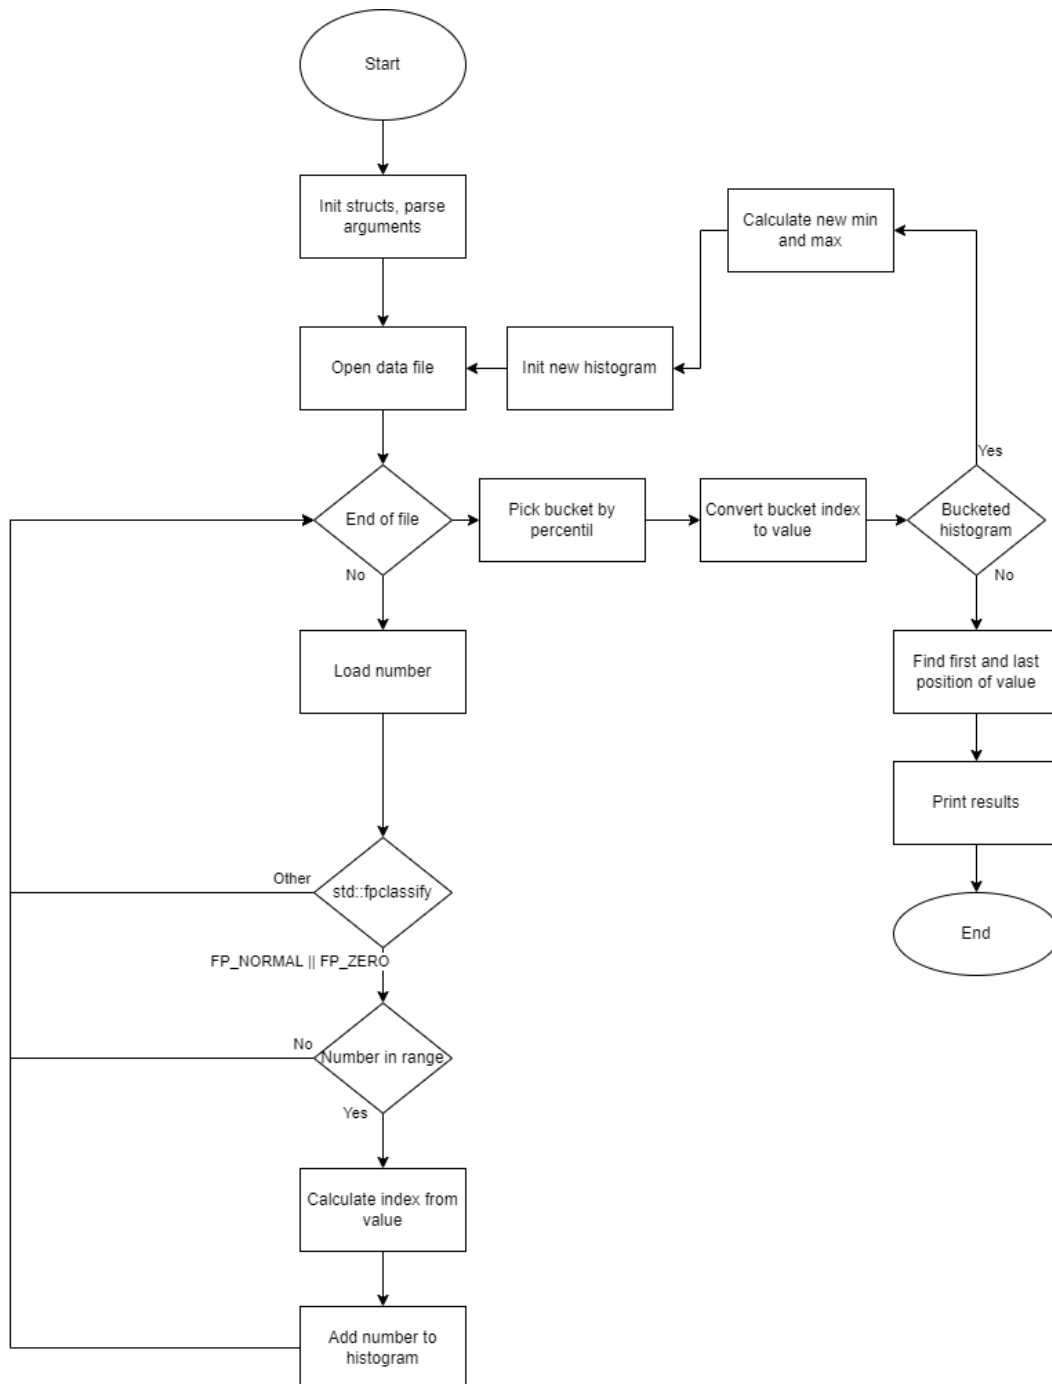 Start
Init structs, parse
arguments
Calculate new min
and max
Open data file
Init new histogram
Yes
End of file
Pick bucket by
percentil
Convert bucket index
to value
Bucketed
histogram
No
No
Load number
Find first and last
position of value
Print results
Other
std::fpclassify
End
FP_NORMAL || FP_ZERO
No
Number in range
Yes
Calculate index from
value
Add number to
histogram